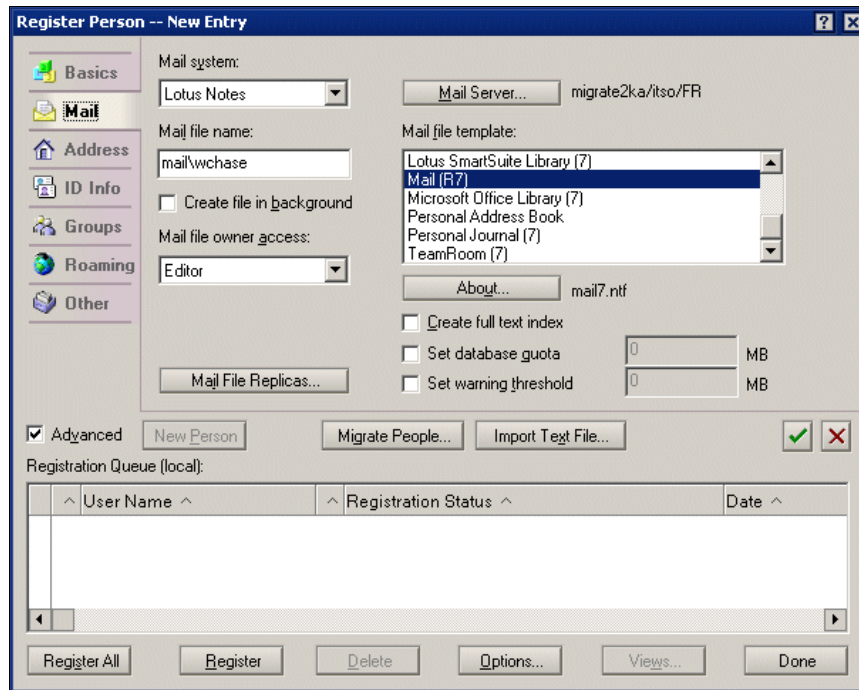 Register Person -- New Entry
Basics
Mail
Address
ID Info
Groups
Roaming
Other
Mail system:
Lotus Notes
Mail Server...
migrate2ka/itso/FR
Mail file name:
mail\wchase
Create file in background
Mail file owner access:
Editor
Mail File Replicas...
Mail file template:
Lotus SmartSuite Library (7)
Mail (R7)
Microsoft Office Library (7)
Personal Address Book
Personal Journal (7)
TeamRoom (7)
About...
mail7.ntf
Create full text index
Set database quota
0
MB
Set warning threshold
0
MB
Advanced
New Person
Migrate People...
Import Text File...
Registration Queue (local):
User Name
Registration Status
Date
Register All
Register
Delete
Options...
Views...
Done